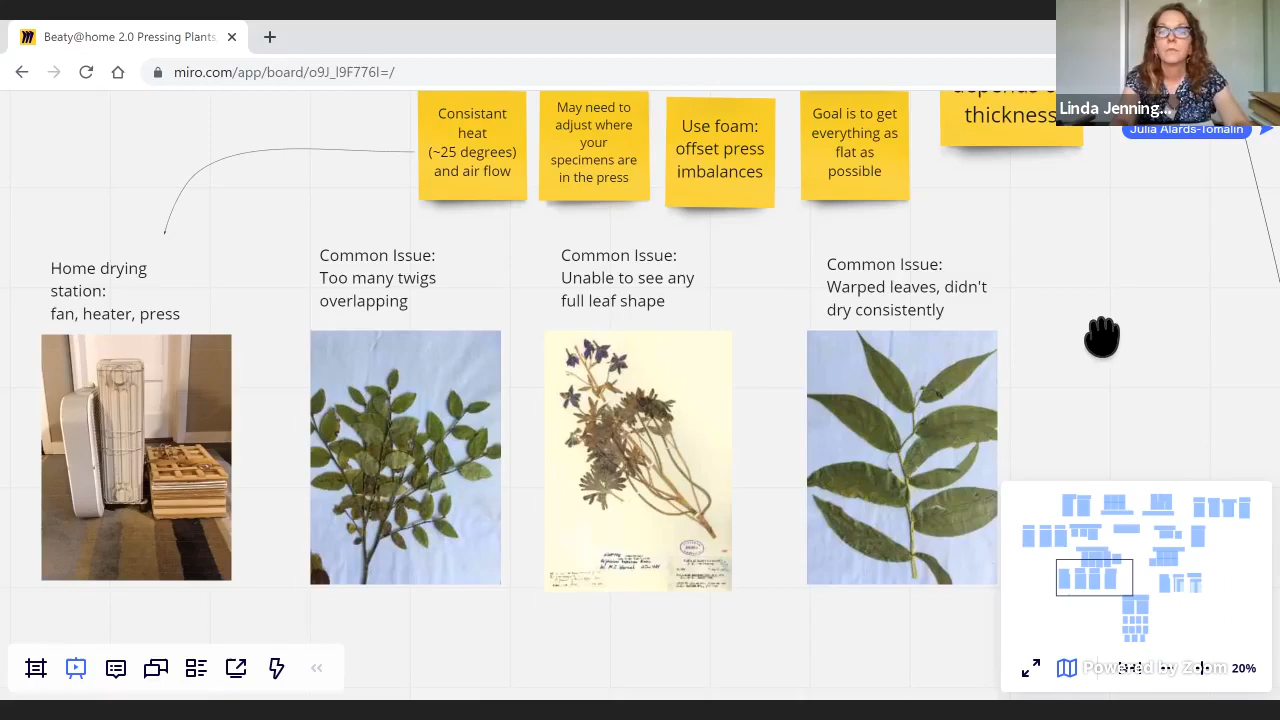 Beaty@home 2.0 Pressing Plants,
miro.com/app/board/o9J_l9F776I=/
Linda Jenning...
Julia Alards-Tomalin
Consistant
heat
(~25 degrees)
and air flow
May need to
adjust where
your
specimens are
in the press
Use foam:
offset press
imbalances
Goal is to get
everything as
flat as
possible
thickness
Home drying
station:
fan, heater, press
Common Issue:
Too many twigs
overlapping
Common Issue:
Unable to see any
full leaf shape
Common Issue:
Warped leaves, didn't
dry consistently
Powered by Zoom
20%